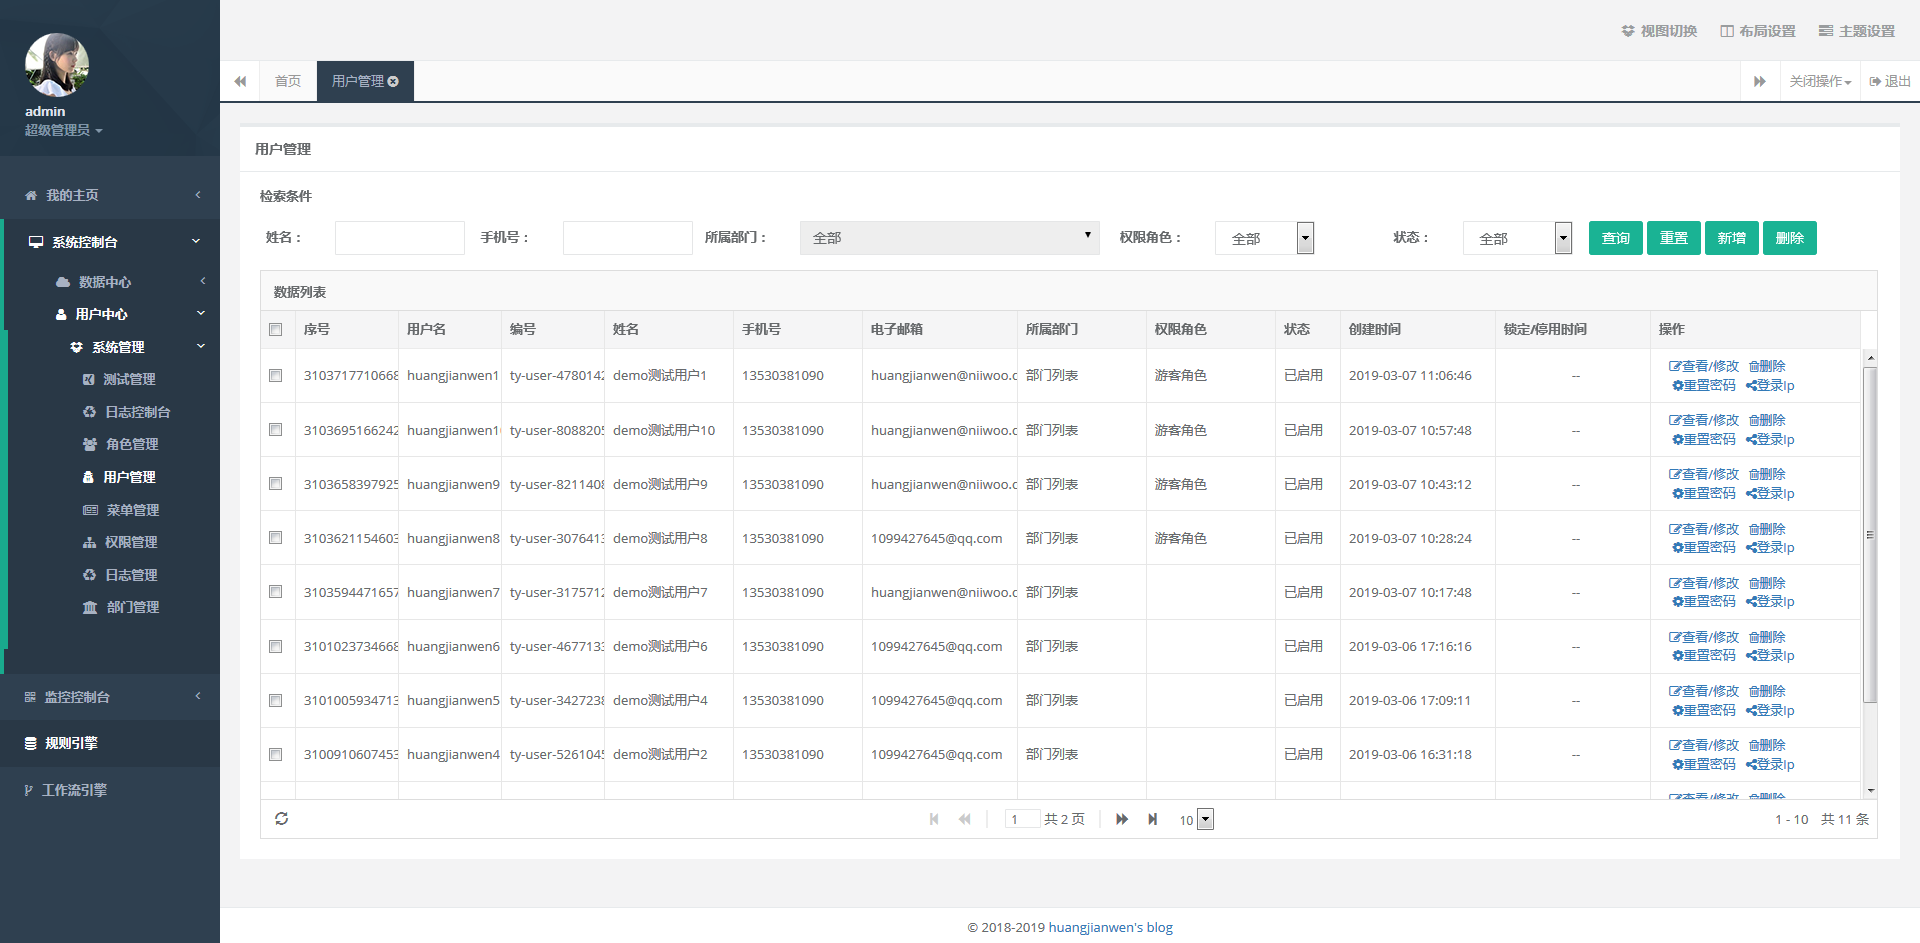 视图切换 布局设置 主题设置
首页 用户管理 关闭操作 退出
admin
超级管理员
我的主页
系统控制台
数据中心
用户中心
系统管理
测试管理
日志控制台
角色管理
用户管理
菜单管理
权限管理
日志管理
部门管理
监控控制台
规则引擎
工作流引擎
用户管理
检索条件
姓名： 手机号： 所属部门： 全部 权限角色： 全部 状态： 全部 查询 重置 新增 删除
数据列表
序号 用户名 编号 姓名 手机号 电子邮箱 所属部门 权限角色 状态 创建时间 锁定/停用时间 操作
3103717710668 huangjianwen1 ty-user-4780142 demo测试用户1 13530381090 huangjianwen@niiwoo.c 部门列表 游客角色 已启用 2019-03-07 11:06:46 -- 查看/修改 删除
重置密码 登录Ip
3103695166242 huangjianwen1 ty-user-8088205 demo测试用户10 13530381090 huangjianwen@niiwoo.c 部门列表 游客角色 已启用 2019-03-07 10:57:48 -- 查看/修改 删除
重置密码 登录Ip
3103658397925 huangjianwen9 ty-user-8211408 demo测试用户9 13530381090 huangjianwen@niiwoo.c 部门列表 游客角色 已启用 2019-03-07 10:43:12 -- 查看/修改 删除
重置密码 登录Ip
3103621154603 huangjianwen8 ty-user-3076413 demo测试用户8 13530381090 1099427645@qq.com 部门列表 游客角色 已启用 2019-03-07 10:28:24 -- 查看/修改 删除
重置密码 登录Ip
3103594471657 huangjianwen7 ty-user-3175712 demo测试用户7 13530381090 huangjianwen@niiwoo.c 部门列表 已启用 2019-03-07 10:17:48 -- 查看/修改 删除
重置密码 登录Ip
3101023734668 huangjianwen6 ty-user-4677133 demo测试用户6 13530381090 1099427645@qq.com 部门列表 已启用 2019-03-06 17:16:16 -- 查看/修改 删除
重置密码 登录Ip
3101005934713 huangjianwen5 ty-user-3427238 demo测试用户4 13530381090 1099427645@qq.com 部门列表 已启用 2019-03-06 17:09:11 -- 查看/修改 删除
重置密码 登录Ip
3100910607453 huangjianwen4 ty-user-5261045 demo测试用户2 13530381090 1099427645@qq.com 部门列表 已启用 2019-03-06 16:31:18 -- 查看/修改 删除
重置密码 登录Ip
查看/修改 删除
1 共 2 页 10 1 - 10 共 11 条
© 2018-2019 huangjianwen's blog